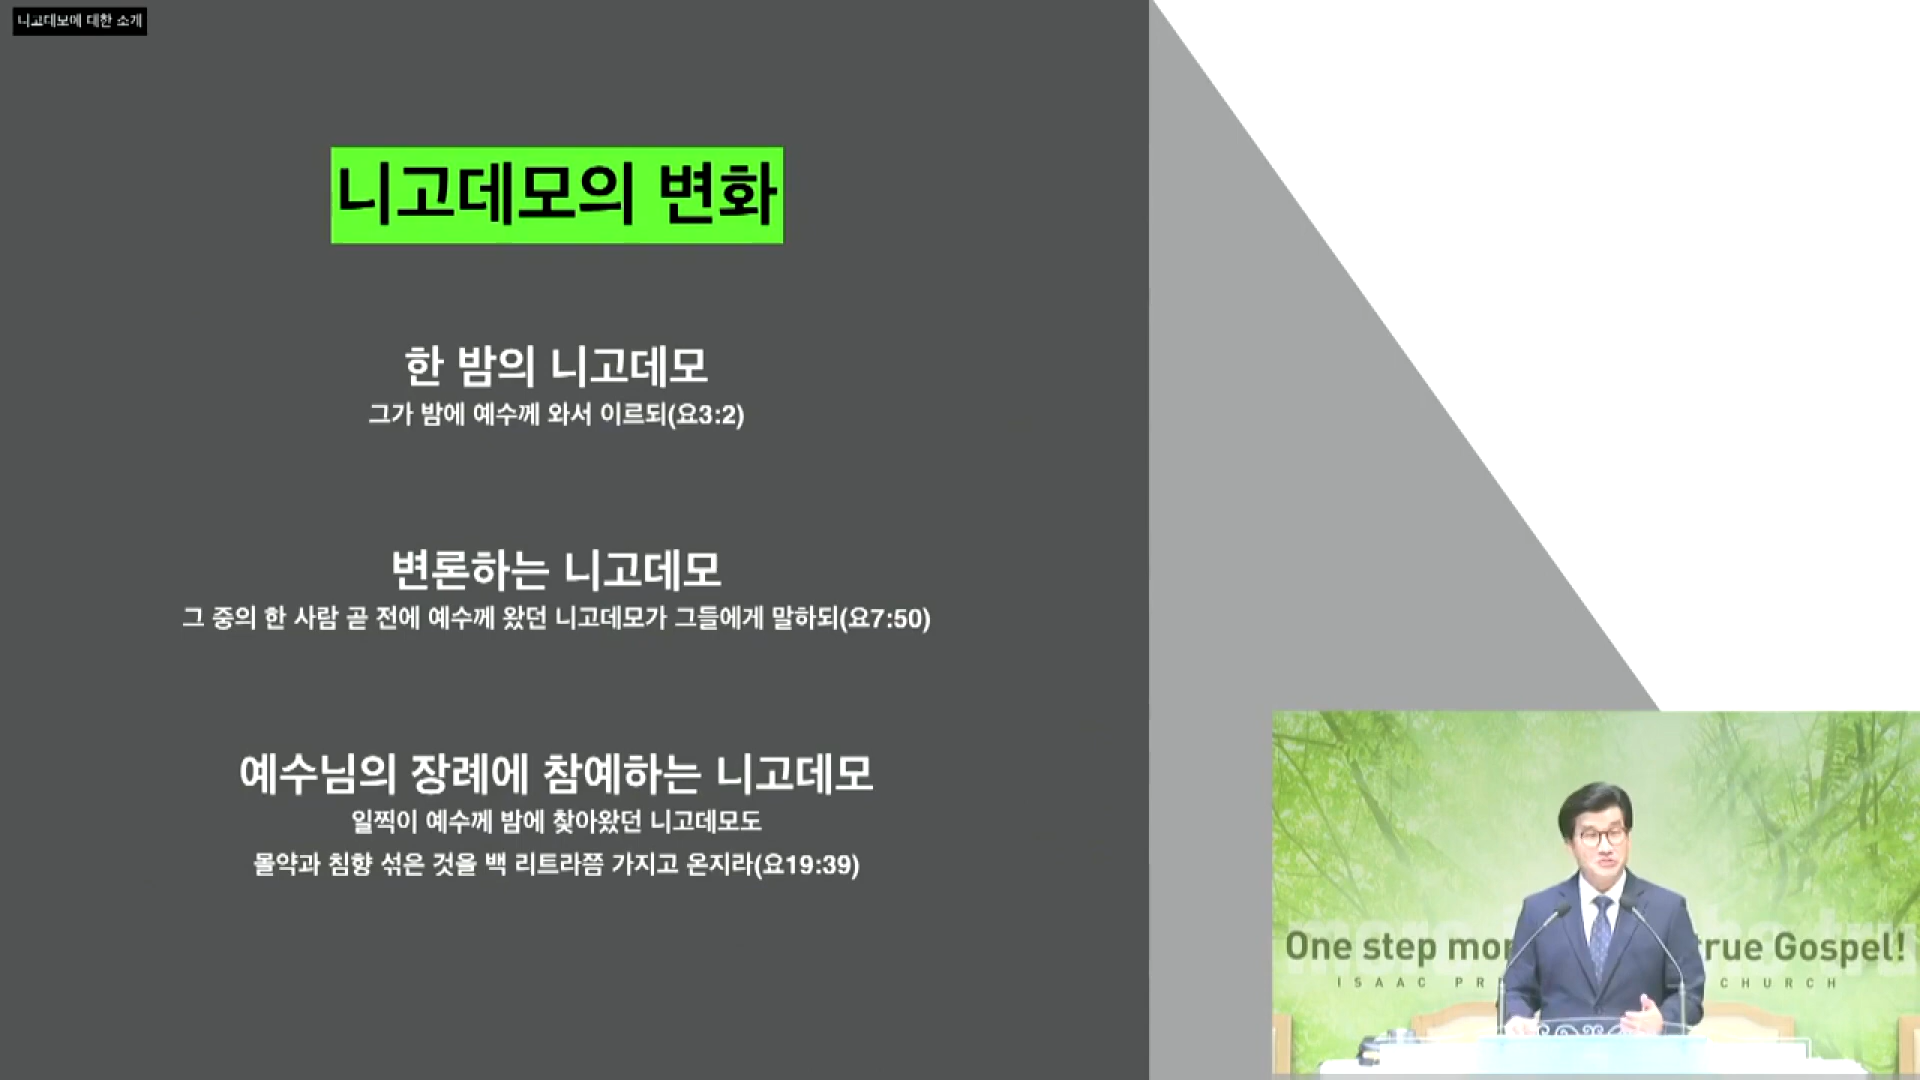 니고데모에 대한 소개
니고데모의 변화
한 밤의 니고데모
그가 밤에 예수께 와서 이르되(요3:2)
변론하는 니고데모
그 중의 한 사람 곧 전에 예수께 왔던 니고데모가 그들에게 말하되(요7:50)
예수님의 장례에 참예하는 니고데모
일찍이 예수께 밤에 찾아왔던 니고데모도
몰약과 침향 섞은 것을 백 리트라쯤 가지고 온지라(요19:39)
One step mor true Gospel!
ISAAC PR CHURCH